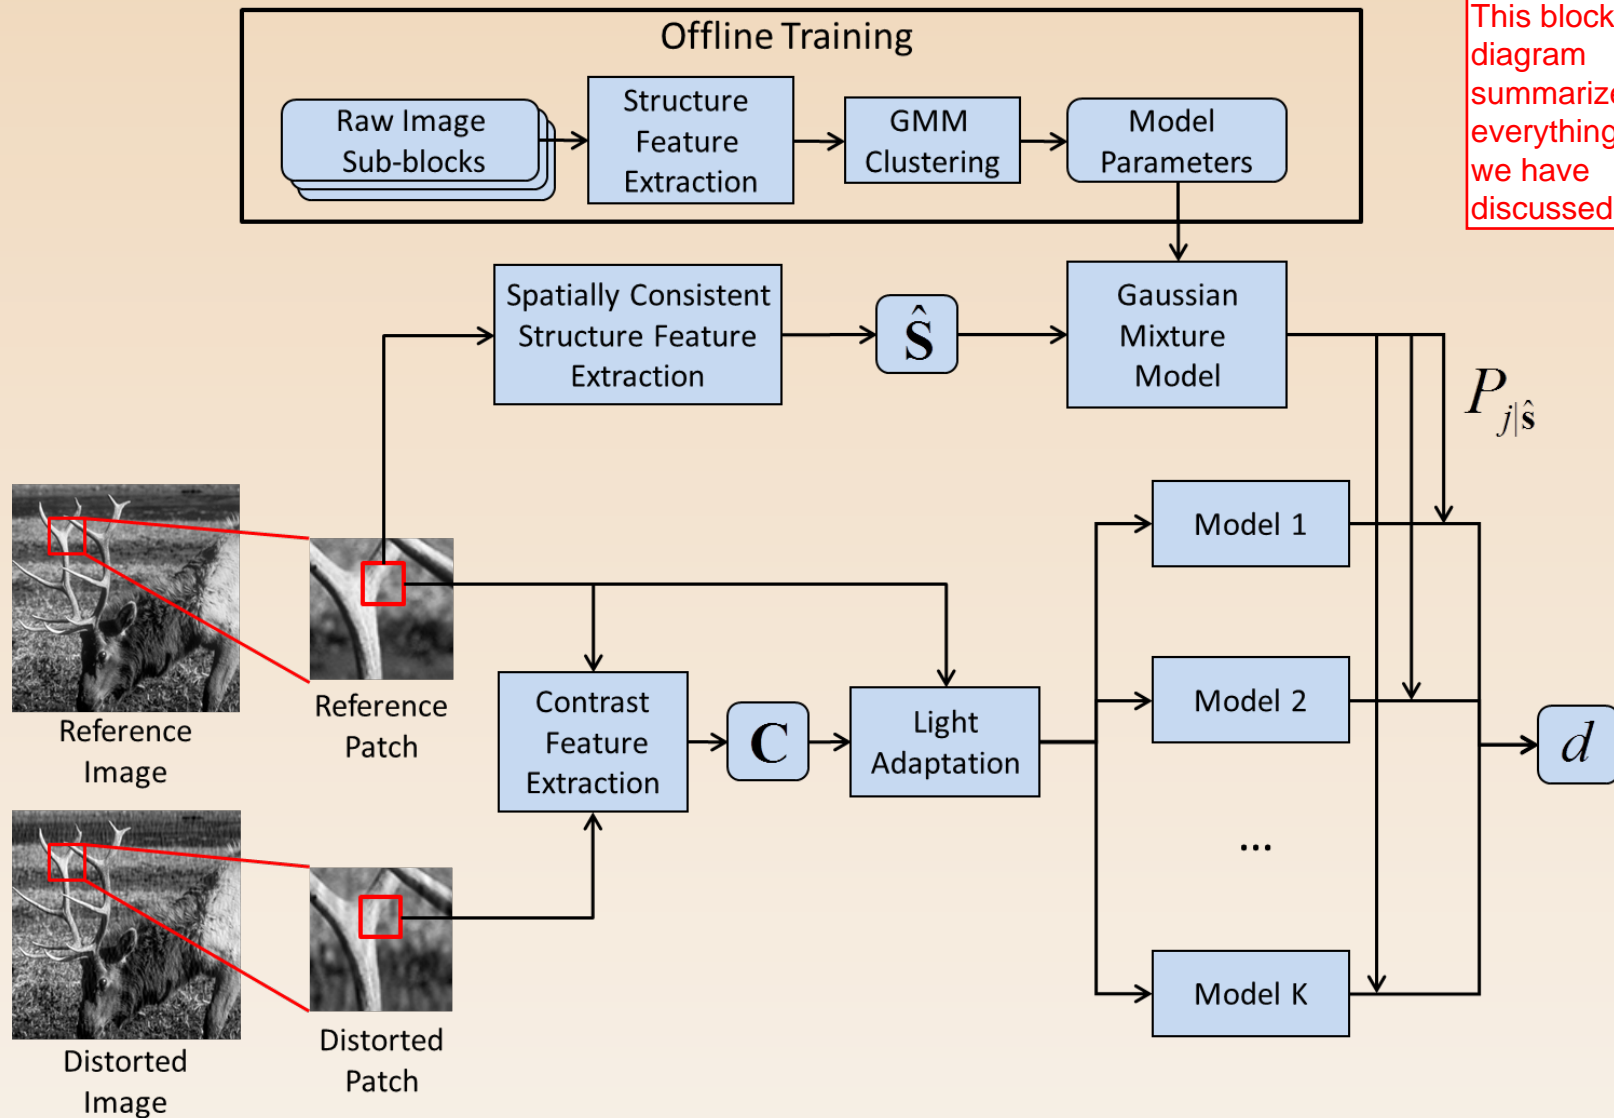 Offline Training
This block
diagram
summarize
everything
we have
discussed
Raw Image
Sub-blocks
Structure
Feature
Extraction
GMM
Clustering
Model
Parameters
Spatially Consistent
Structure Feature
Extraction
Ŝ
Gaussian
Mixture
Model
P_{j|ŝ}
Model 1
Reference
Image
Reference
Patch
Contrast
Feature
Extraction
C
Light
Adaptation
Model 2
d
...
Model K
Distorted
Image
Distorted
Patch